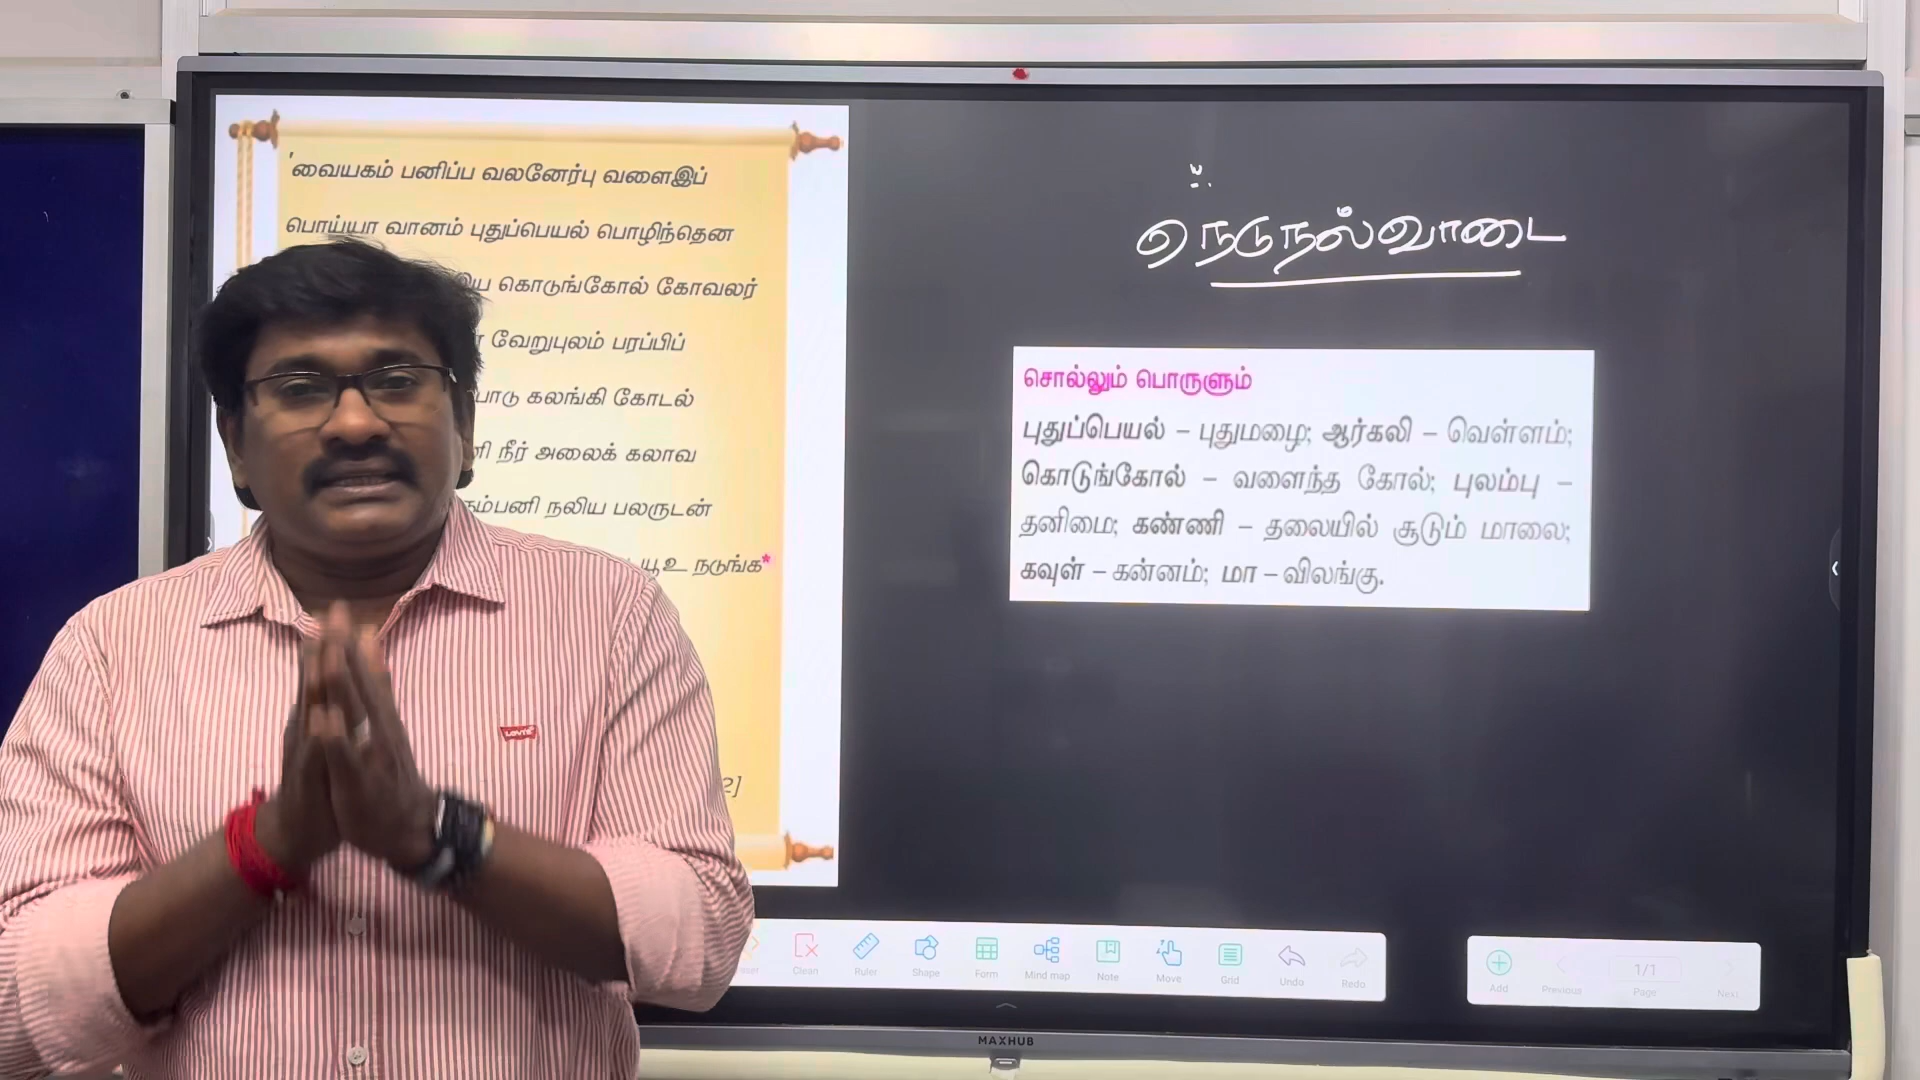 'வையகம் பனிப்ப வலனேர்பு வளைஇப்
பொய்யா வானம் புதுப்பெயல் பொழிந்தென
கொடுங்கோல் கோவலர்
வேறுபுலம் பரப்பிப்
கலங்கி கோடல்
நீர் அலைக் கலாவ
நலிய பலருடன்
நடுங்க*
2]
நெடுநல்வாடை
சொல்லும் பொருளும்
புதுப்பெயல் – புதுமழை; ஆர்கலி – வெள்ளம்;
கொடுங்கோல் – வளைந்த கோல்; புலம்பு –
தனிமை; கண்ணி – தலையில் சூடும் மாலை;
கவுள் – கன்னம்; மா – விலங்கு.
Levi's
Clean
Ruler
Shape
Form
Mind map
Note
Move
Grid
Undo
Redo
Add
Previous
1/1
Page
Next
MAXHUB